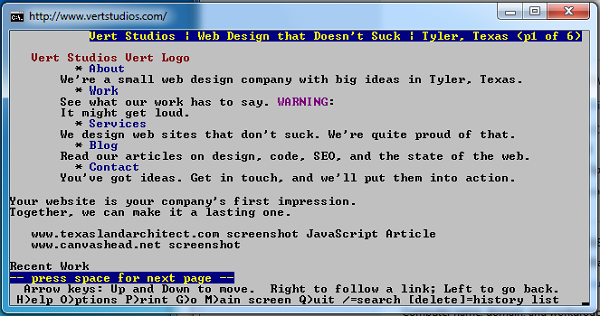 http://www.vertstudios.com/
Vert Studios | Web Design that Doesn't Suck | Tyler, Texas (p1 of 6)
Vert Studios Vert Logo
* About
We're a small web design company with big ideas in Tyler, Texas.
* Work
See what our work has to say. WARNING:
It might get loud.
* Services
We design web sites that don't suck. We're quite proud of that.
* Blog
Read our articles on design, code, SEO, and the state of the web.
* Contact
You've got ideas. Get in touch, and we'll put them into action.
Your website is your company's first impression.
Together, we can make it a lasting one.
www.texaslandarchitect.com screenshot JavaScript Article
www.canvashead.net screenshot
Recent Work
-- press space for next page --
Arrow keys: Up and Down to move. Right to follow a link; Left to go back.
H)elp O)ptions P)rint G)o M)ain screen Q)uit /=search [delete]=history list